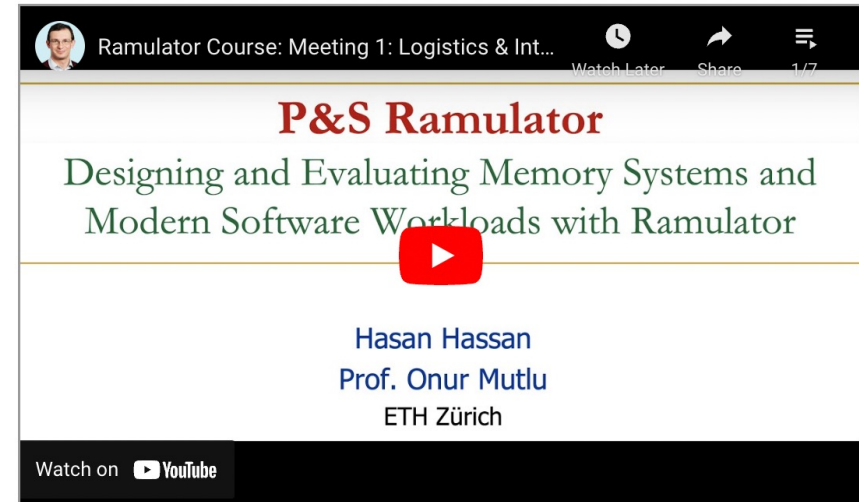 Ramulator Course: Meeting 1: Logistics & Int...
Watch Later Share 1/7
P&S Ramulator
Designing and Evaluating Memory Systems and
Modern Software Workloads with Ramulator
Hasan Hassan
Prof. Onur Mutlu
ETH Zürich
Watch on YouTube